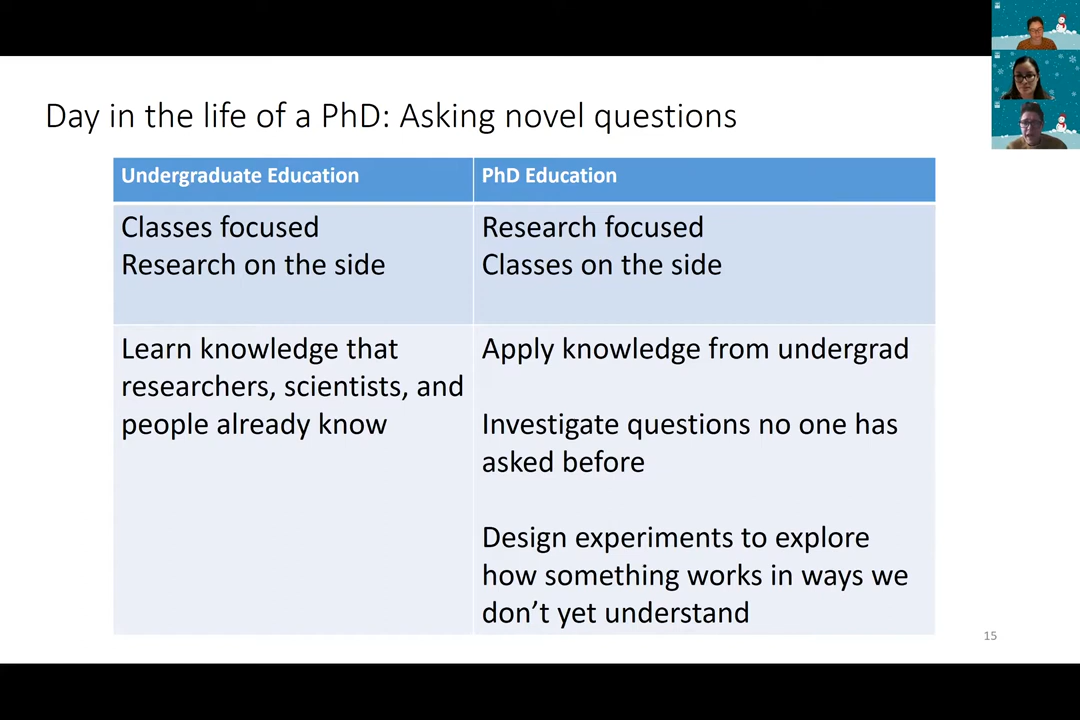 Day in the life of a PhD: Asking novel questions
Undergraduate Education
PhD Education
Classes focused
Research on the side
Research focused
Classes on the side
Learn knowledge that
researchers, scientists, and
people already know
Apply knowledge from undergrad
Investigate questions no one has
asked before
Design experiments to explore
how something works in ways we
don’t yet understand
15